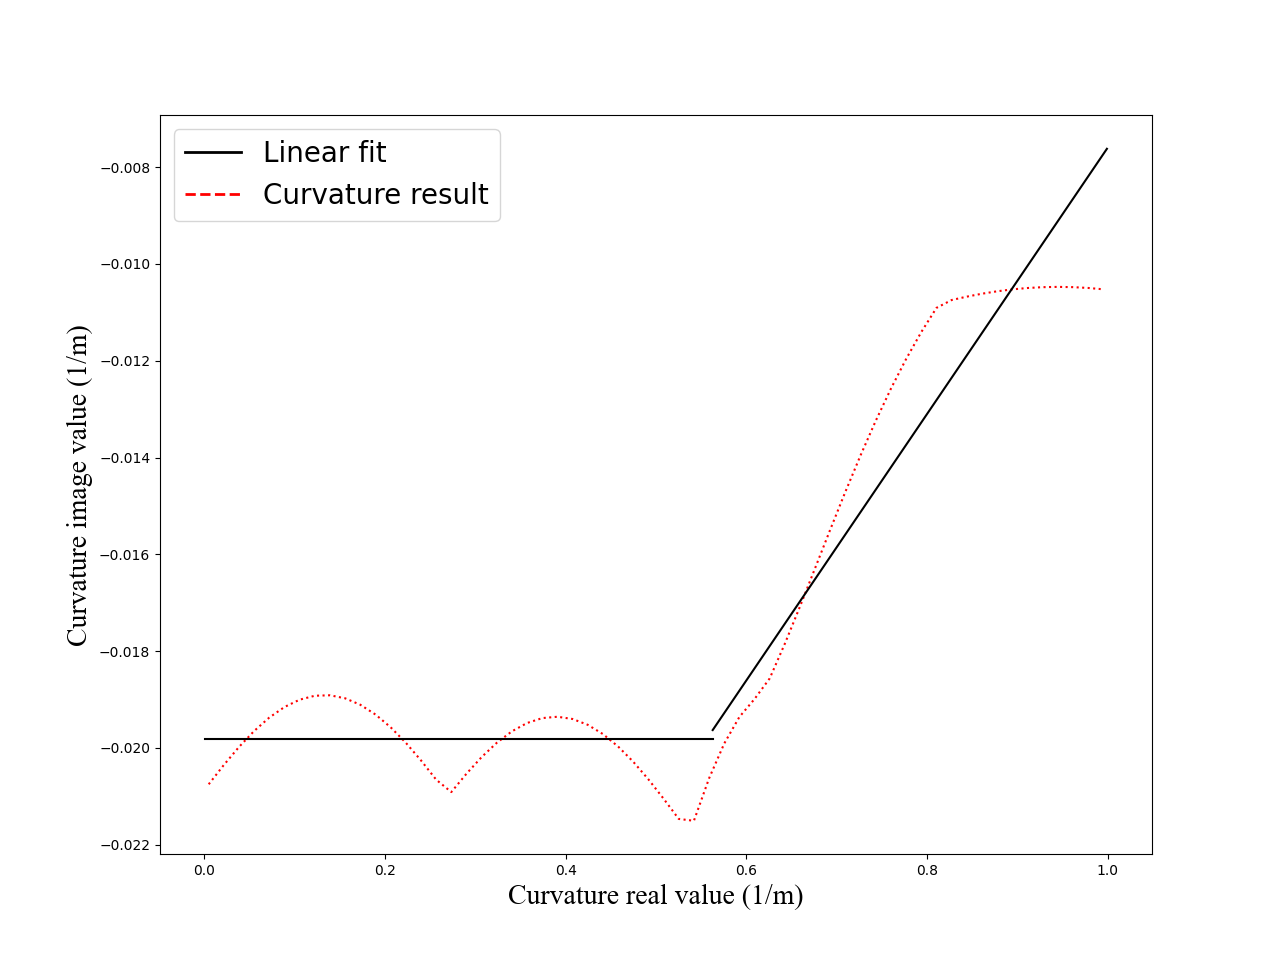 Linear fit
Curvature result
−0.008
−0.010
−0.012
−0.014
−0.016
−0.018
−0.020
−0.022
Curvature image value (1/m)
0.0 0.2 0.4 0.6 0.8 1.0
Curvature real value (1/m)